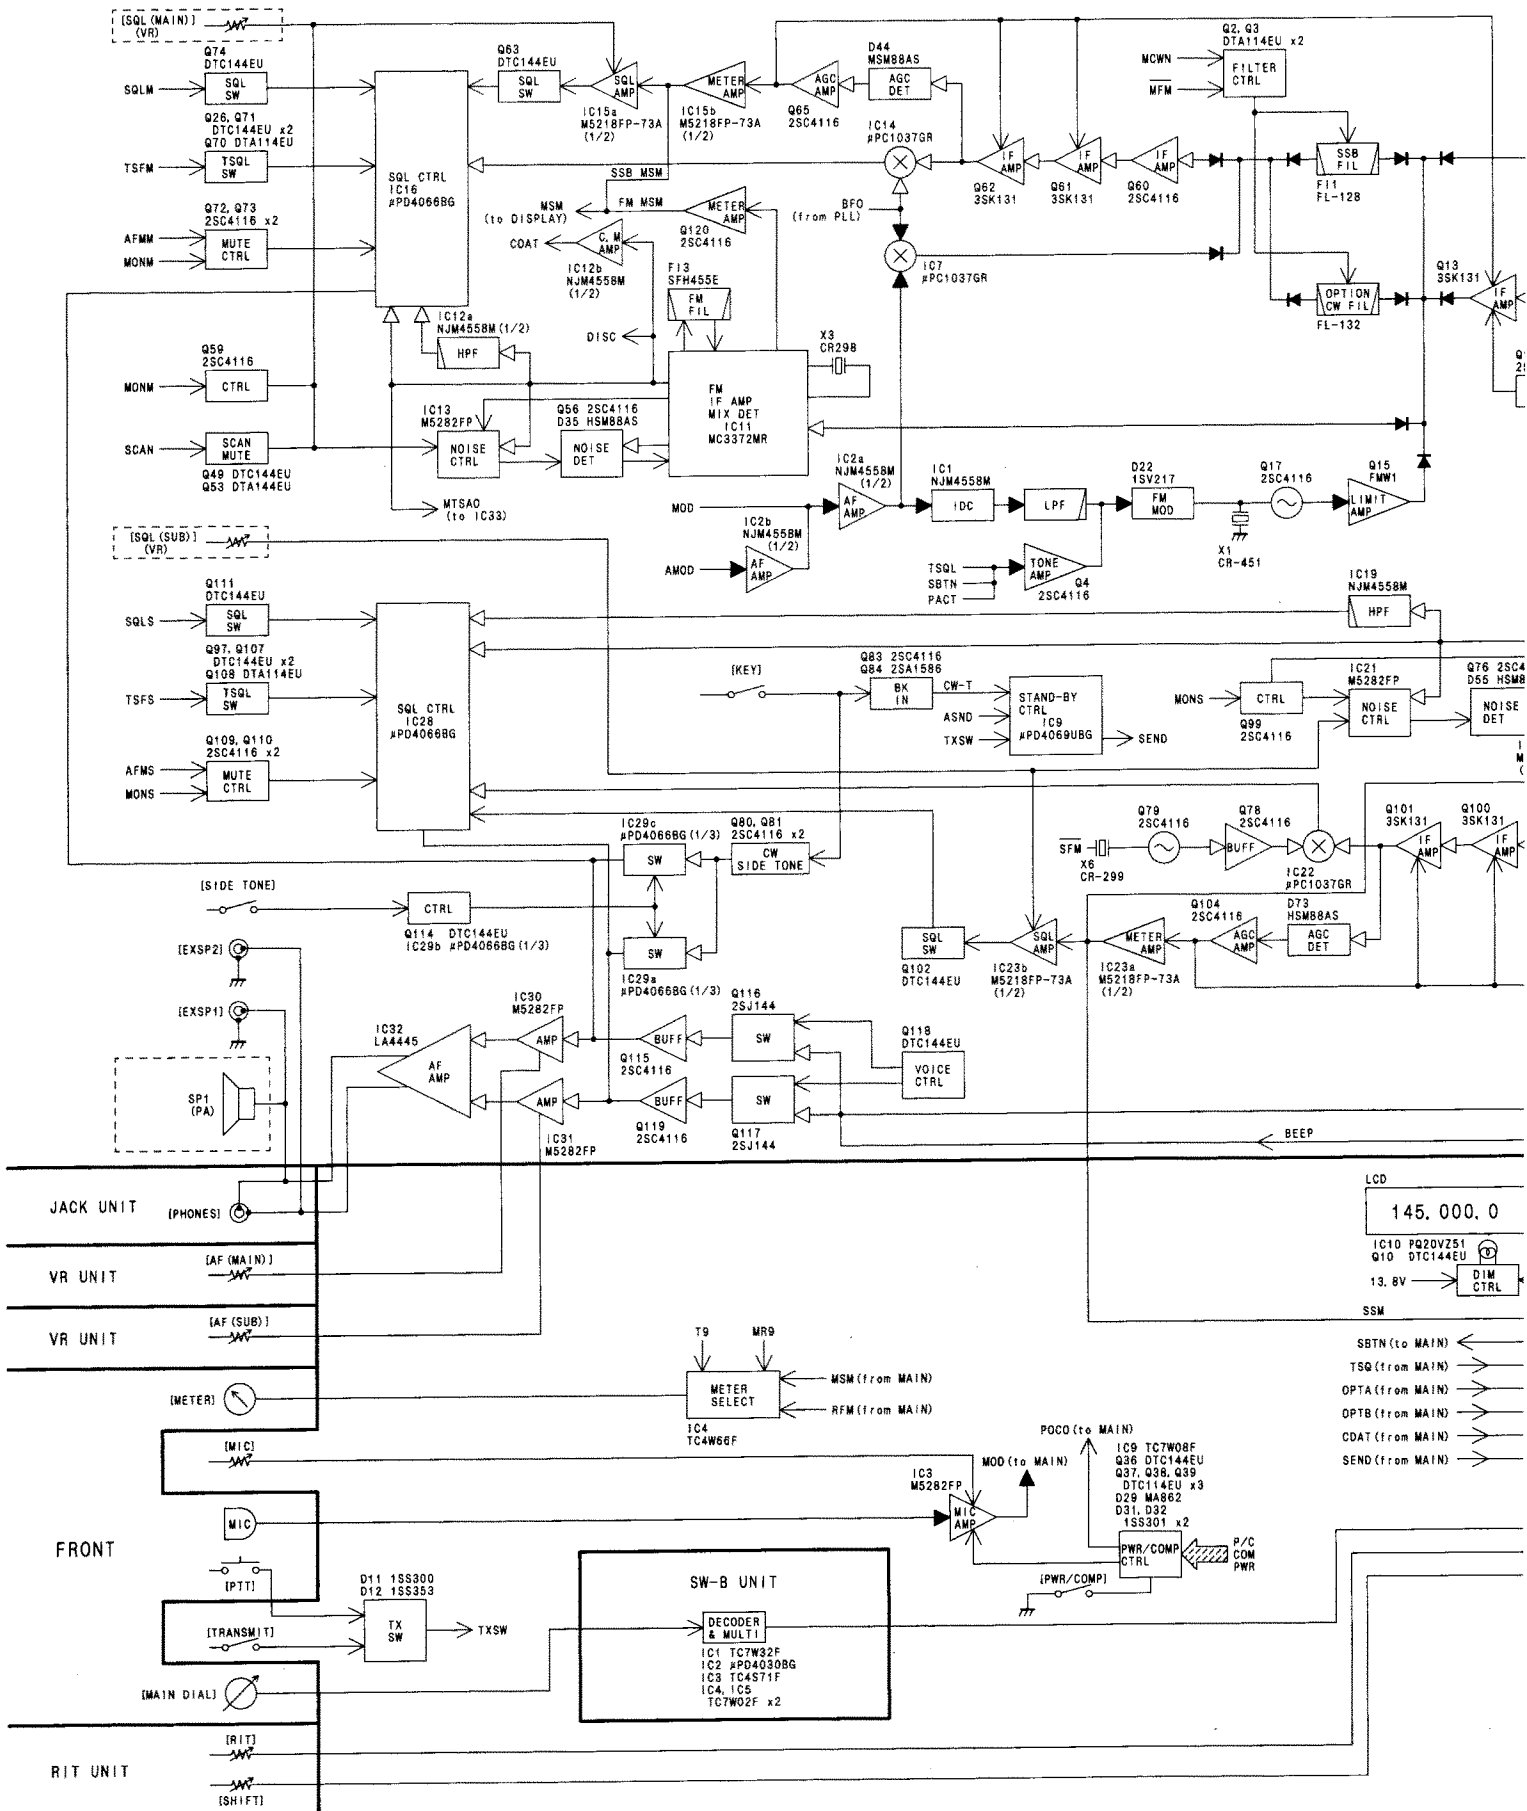 [SQL(MAIN)]
(VR)
Q74
DTC144EU
SQLM
SQL
SW
Q26, Q71
DTC144EU x2
Q70 DTA114EU
TSFM
TSQL
SW
Q72, Q73
2SC4116 x2
AFMM
MONM
MUTE
CTRL
SQL CTRL
IC16
μPD4066BG
Q63
DTC144EU
SQL
SW
SQL
AMP
IC15a
M5218FP-73A
(1/2)
METER
AMP
IC15b
M5218FP-73A
(1/2)
AGC
AMP
Q65
2SC4116
D44
MSM88AS
AGC
DET
IC14
μPC1037GR
Q2, Q3
DTA114EU x2
MCWN
MFM
FILTER
CTRL
IF
AMP
Q62
3SK131
IF
AMP
Q61
3SK131
IF
AMP
Q60
2SC4116
SSB
FIL
FI1
FL-128
SSB MSM
MSM
(to DISPLAY)
FM MSM
METER
AMP
Q120
2SC4116
BFO
(from PLL)
COAT
C.M
AMP
IC12b
NJM4558M
(1/2)
IC7
μPC1037GR
OPTION
CW FIL
FL-132
Q13
3SK131
IF
AMP
FI3
SFH455E
FM
FIL
DISC
X3
CR298
IC12a
NJM4558M(1/2)
HPF
Q59
2SC4116
MONM
CTRL
FM
IF AMP
MIX DET
IC11
MC3372MR
IC13
M5282FP
NOISE
CTRL
Q56 2SC4116
D35 HSM88AS
NOISE
DET
SCAN
SCAN
MUTE
Q49 DTC144EU
Q53 DTA144EU
MTSAO
(to IC33)
IC2a
NJM4558M
(1/2)
MOD
AF
AMP
IC2b
NJM4558M
(1/2)
AMOD
AF
AMP
IC1
NJM4558M
IDC
LPF
D22
1SV217
FM
MOD
Q17
2SC4116
X1
CR-451
Q15
FMW1
LIMIT
AMP
TSQL
SBTN
PACT
TONE
AMP
Q4
2SC4116
[SQL(SUB)]
(VR)
Q111
DTC144EU
SQLS
SQL
SW
Q97, Q107
DTC144EU x2
Q108 DTA114EU
TSFS
TSQL
SW
Q109, Q110
2SC4116 x2
AFMS
MONS
MUTE
CTRL
SQL CTRL
IC28
μPD4066BG
IC19
NJM4558M
HPF
[KEY]
Q83 2SC4116
Q84 2SA1586
BK
IN
CW-T
ASND
TXSW
STAND-BY
CTRL
IC9
μPD4069UBG
SEND
MONS
CTRL
Q99
2SC4116
IC21
M5282FP
NOISE
CTRL
NOISE
DET
IC29c
μPD4066BG(1/3)
SW
Q80, Q81
2SC4116 x2
CW
SIDE TONE
SFM
X6
CR-299
Q79
2SC4116
Q78
2SC4116
BUFF
IC22
μPC1037GR
Q101
3SK131
IF
AMP
Q100
3SK131
IF
AMP
[SIDE TONE]
CTRL
Q114 DTC144EU
IC29b μPD4066BG(1/3)
SW
IC29a
μPD4066BG(1/3)
SQL
SW
Q102
DTC144EU
SQL
AMP
IC23b
M5218FP-73A
(1/2)
METER
AMP
IC23a
M5218FP-73A
(1/2)
Q104
2SC4116
AGC
AMP
D73
HSM88AS
AGC
DET
[EXSP2]
[EXSP1]
SP1
(PA)
IC32
LA4445
AF
AMP
IC30
M5282FP
AMP
AMP
IC31
M5282FP
BUFF
Q115
2SC4116
BUFF
Q119
2SC4116
Q116
2SJ144
SW
SW
Q117
2SJ144
Q118
DTC144EU
VOICE
CTRL
BEEP
JACK UNIT
[PHONES]
LCD
145.000.0
VR UNIT
[AF(MAIN)]
IC10 PQ20VZ51
Q10 DTC144EU
13.8V
DIM
CTRL
SSM
VR UNIT
[AF(SUB)]
[METER]
T9
MR9
METER
SELECT
IC4
TC4W66F
MSM(from MAIN)
RFM(from MAIN)
SBTN(to MAIN)
TSQ(from MAIN)
OPTA(from MAIN)
OPTB(from MAIN)
CDAT(from MAIN)
SEND(from MAIN)
[MIC]
FRONT
MIC
IC3
M5282FP
MIC
AMP
MOD(to MAIN)
POCO(to MAIN)
IC9 TC7W08F
Q36 DTC144EU
Q37, Q38, Q39
DTC114EU x3
D29 MA862
D31, D32
1SS301 x2
PWR/COMP
CTRL
P/C
COM
PWR
[PWR/COMP]
[PTT]
[TRANSMIT]
D11 1SS300
D12 1SS353
TX
SW
TXSW
SW-B UNIT
DECODER
& MULTI
IC1 TC7W32F
IC2 μPD4030BG
IC3 TC4S71F
IC4, IC5
TC7W02F x2
[MAIN DIAL]
RIT UNIT
[RIT]
[SHIFT]